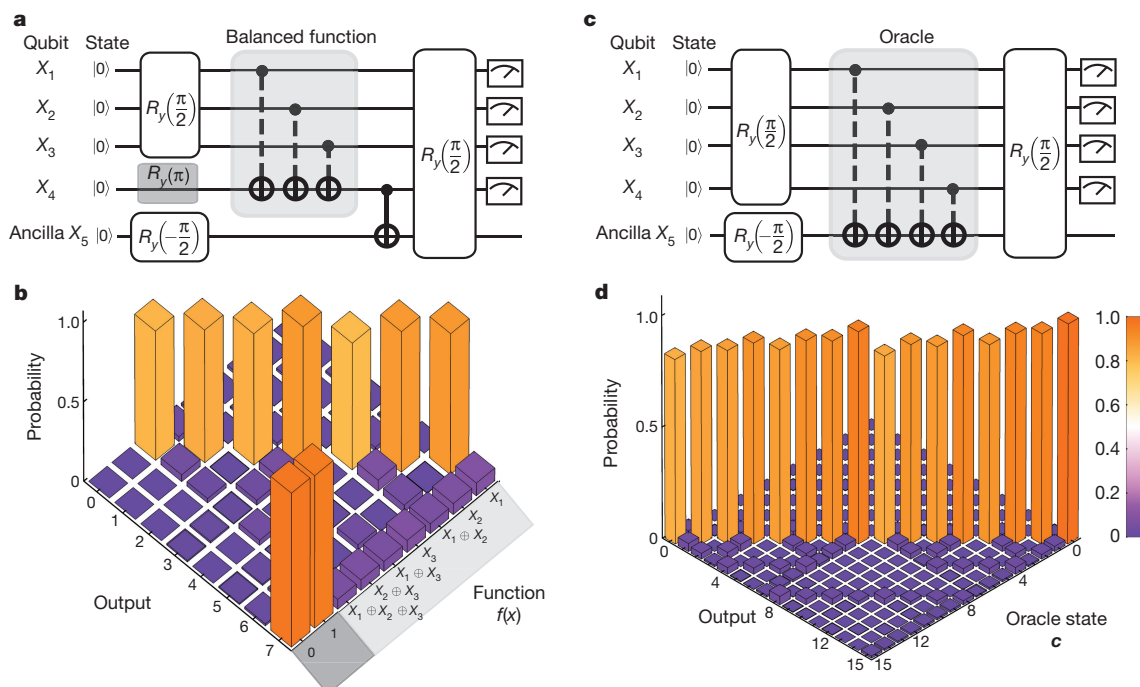 a
Qubit State Balanced function
X1 |0⟩
X2 |0⟩
X3 |0⟩
X4 |0⟩
Ancilla X5 |0⟩
Ry(π/2)
Ry(π)
Ry(−π/2)
Ry(π/2)
c
Qubit State Oracle
X1 |0⟩
X2 |0⟩
X3 |0⟩
X4 |0⟩
Ancilla X5 |0⟩
Ry(π/2)
Ry(−π/2)
Ry(π/2)
b
Probability
1.0
0.5
0
0
1
2
3
4
5
6
7
Output
X1
X2
X1 ⊕ X2
X3
X1 ⊕ X3
X2 ⊕ X3
X1 ⊕ X2 ⊕ X3
1
0
Function
f(x)
d
Probability
1.0
0.5
0
0
4
8
12
15
Output
0
4
8
12
15
Oracle state
c
1.0
0.8
0.6
0.4
0.2
0